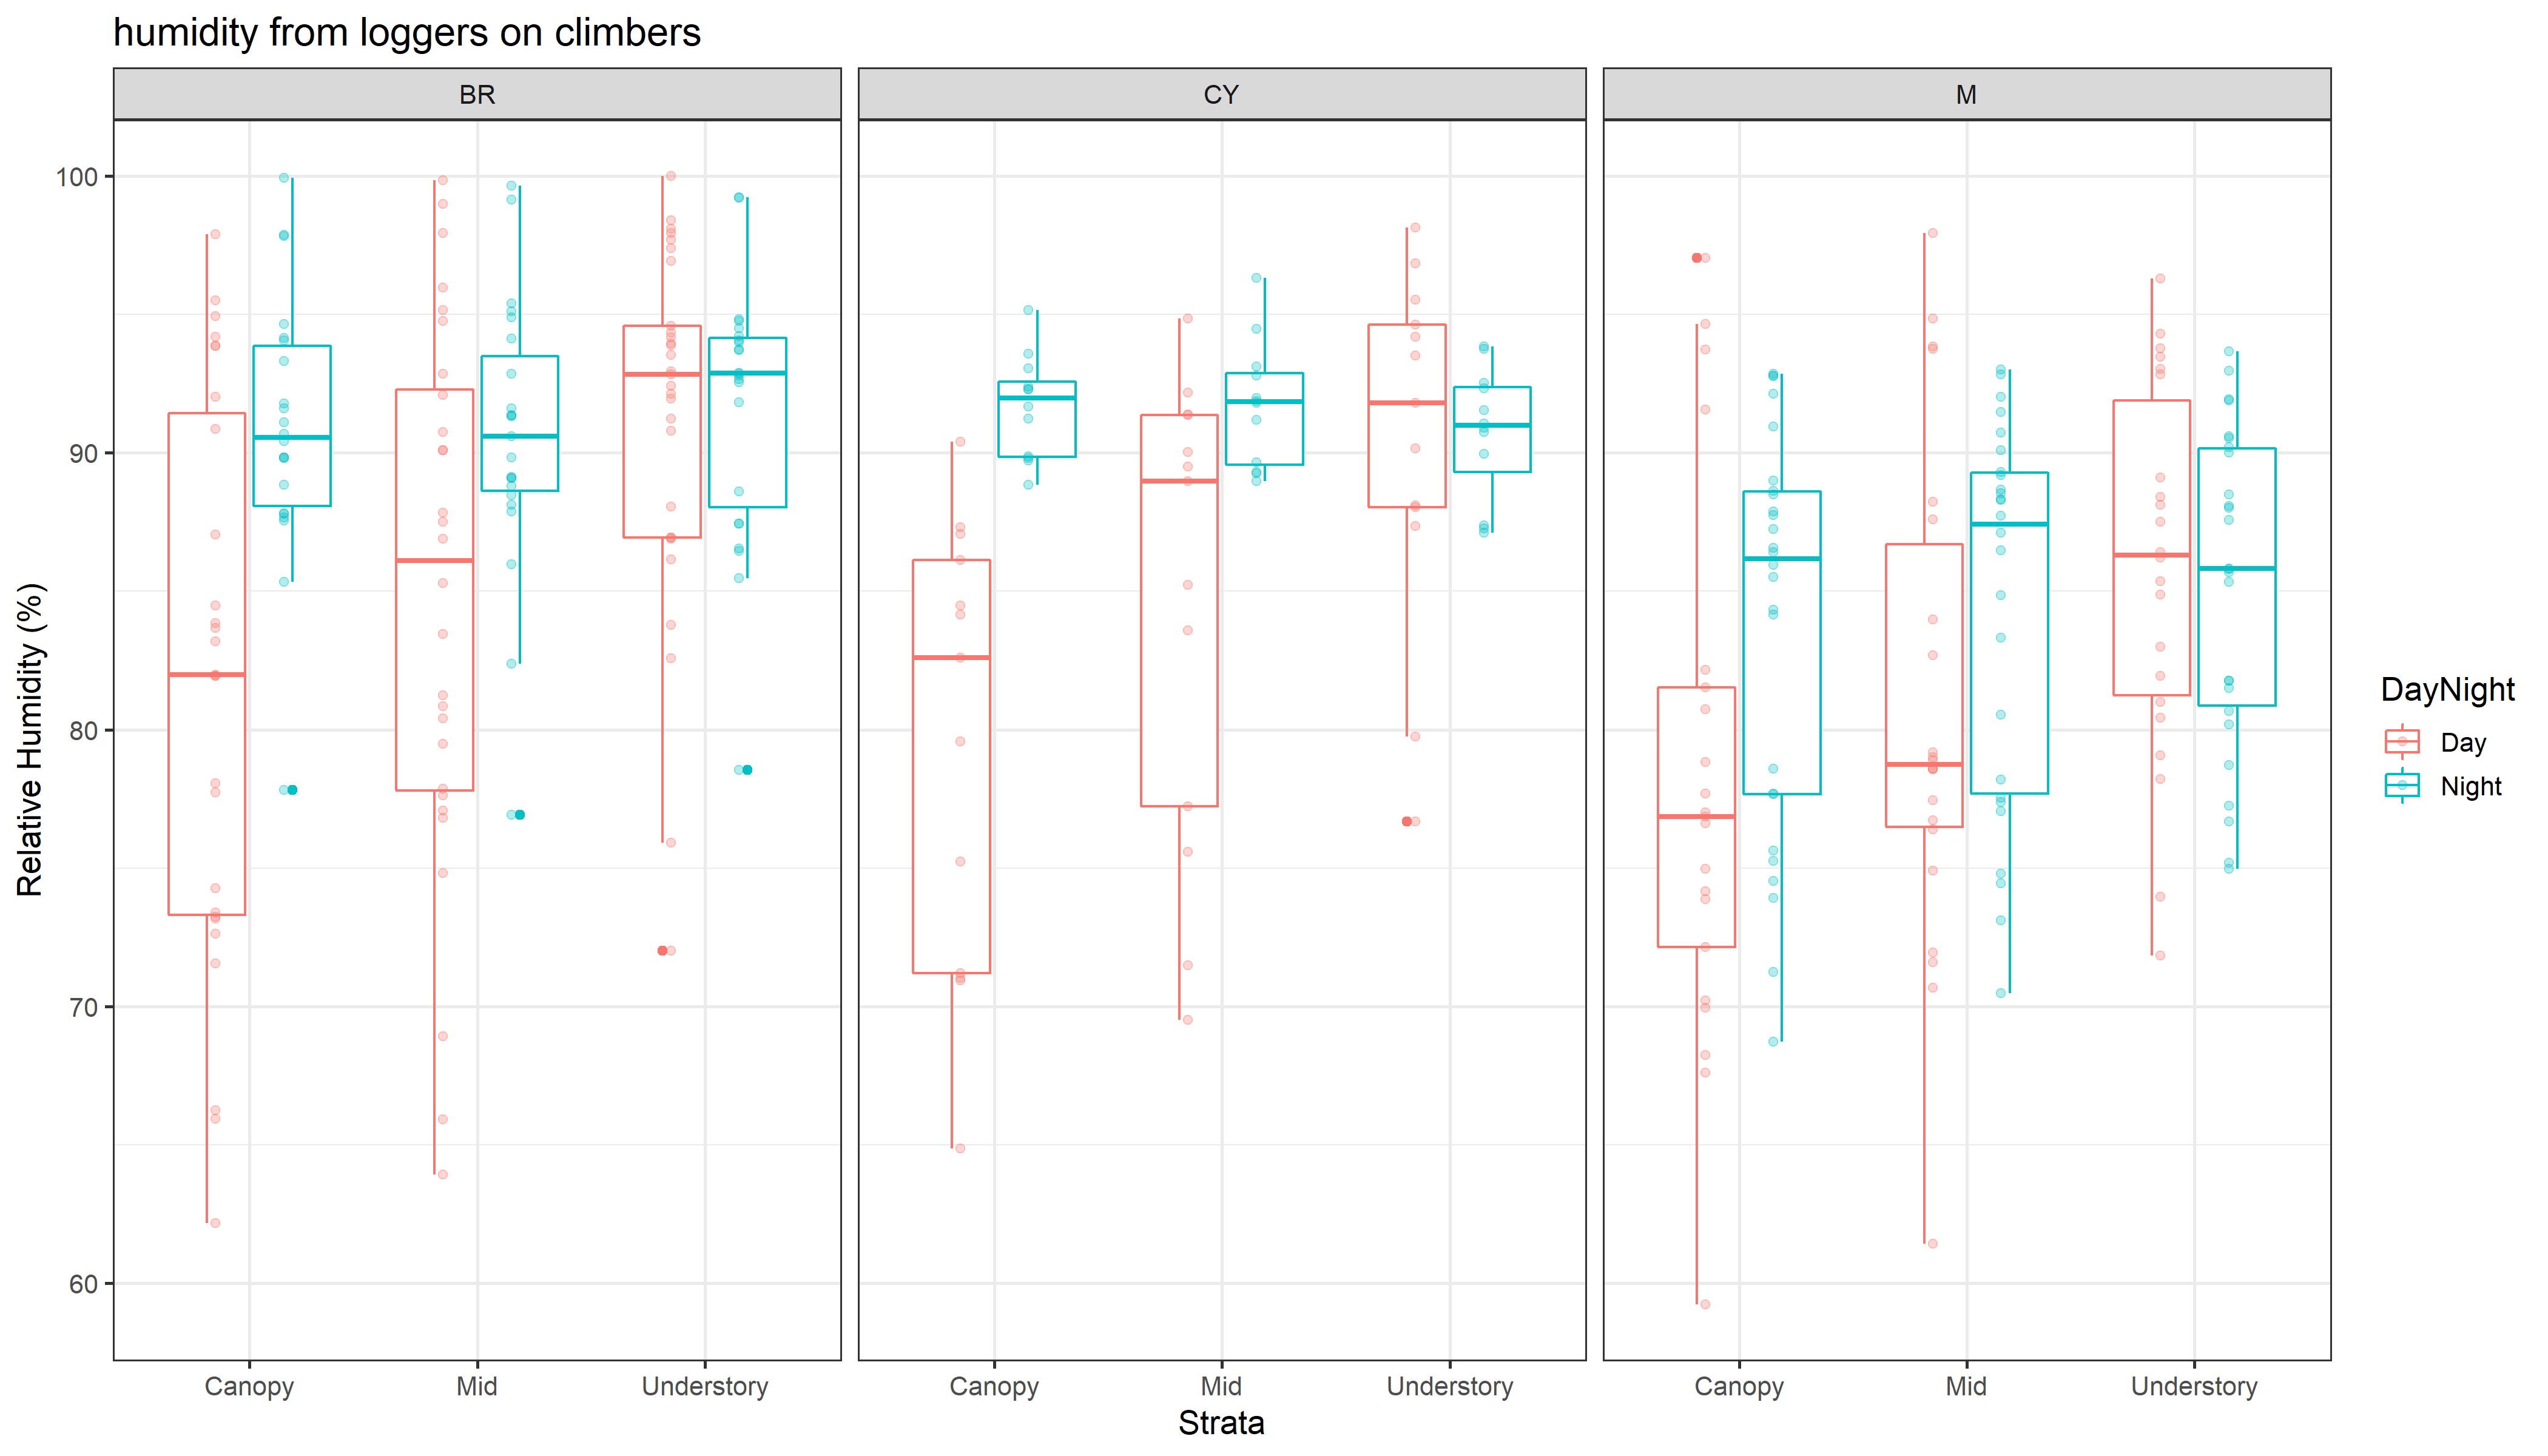 humidity from loggers on climbers
BR
CY
M
Relative Humidity (%)
100
90
80
70
60
Canopy
Mid
Understory
Canopy
Mid
Understory
Canopy
Mid
Understory
Strata
DayNight
Day
Night